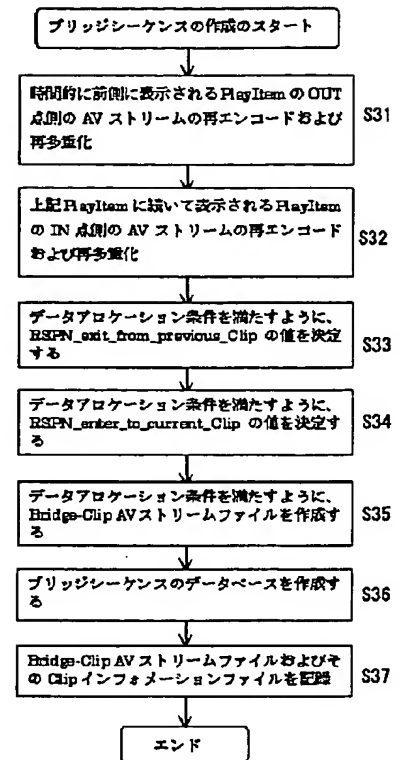 ブリッジシーケンスの作成のスタート
時間的に前側に表示されるPlayItemのOUT
点側のAVストリームの再エンコードおよび
再多重化
S31
上記PlayItemに続いて表示されるPlayItem
のIN点側のAVストリームの再エンコード
および再多重化
S32
データアロケーション条件を満たすように、
RSPN_exit_from_previous_Clipの値を決定
する
S33
データアロケーション条件を満たすように、
RSPN_enter_to_current_Clipの値を決定す
る
S34
データアロケーション条件を満たすように、
Bridge-Clip AVストリームファイルを作成す
る
S35
ブリッジシーケンスのデータベースを作成す
る
S36
Bridge-Clip AVストリームファイルおよびそ
のClipインフォメーションファイルを記録
S37
エンド